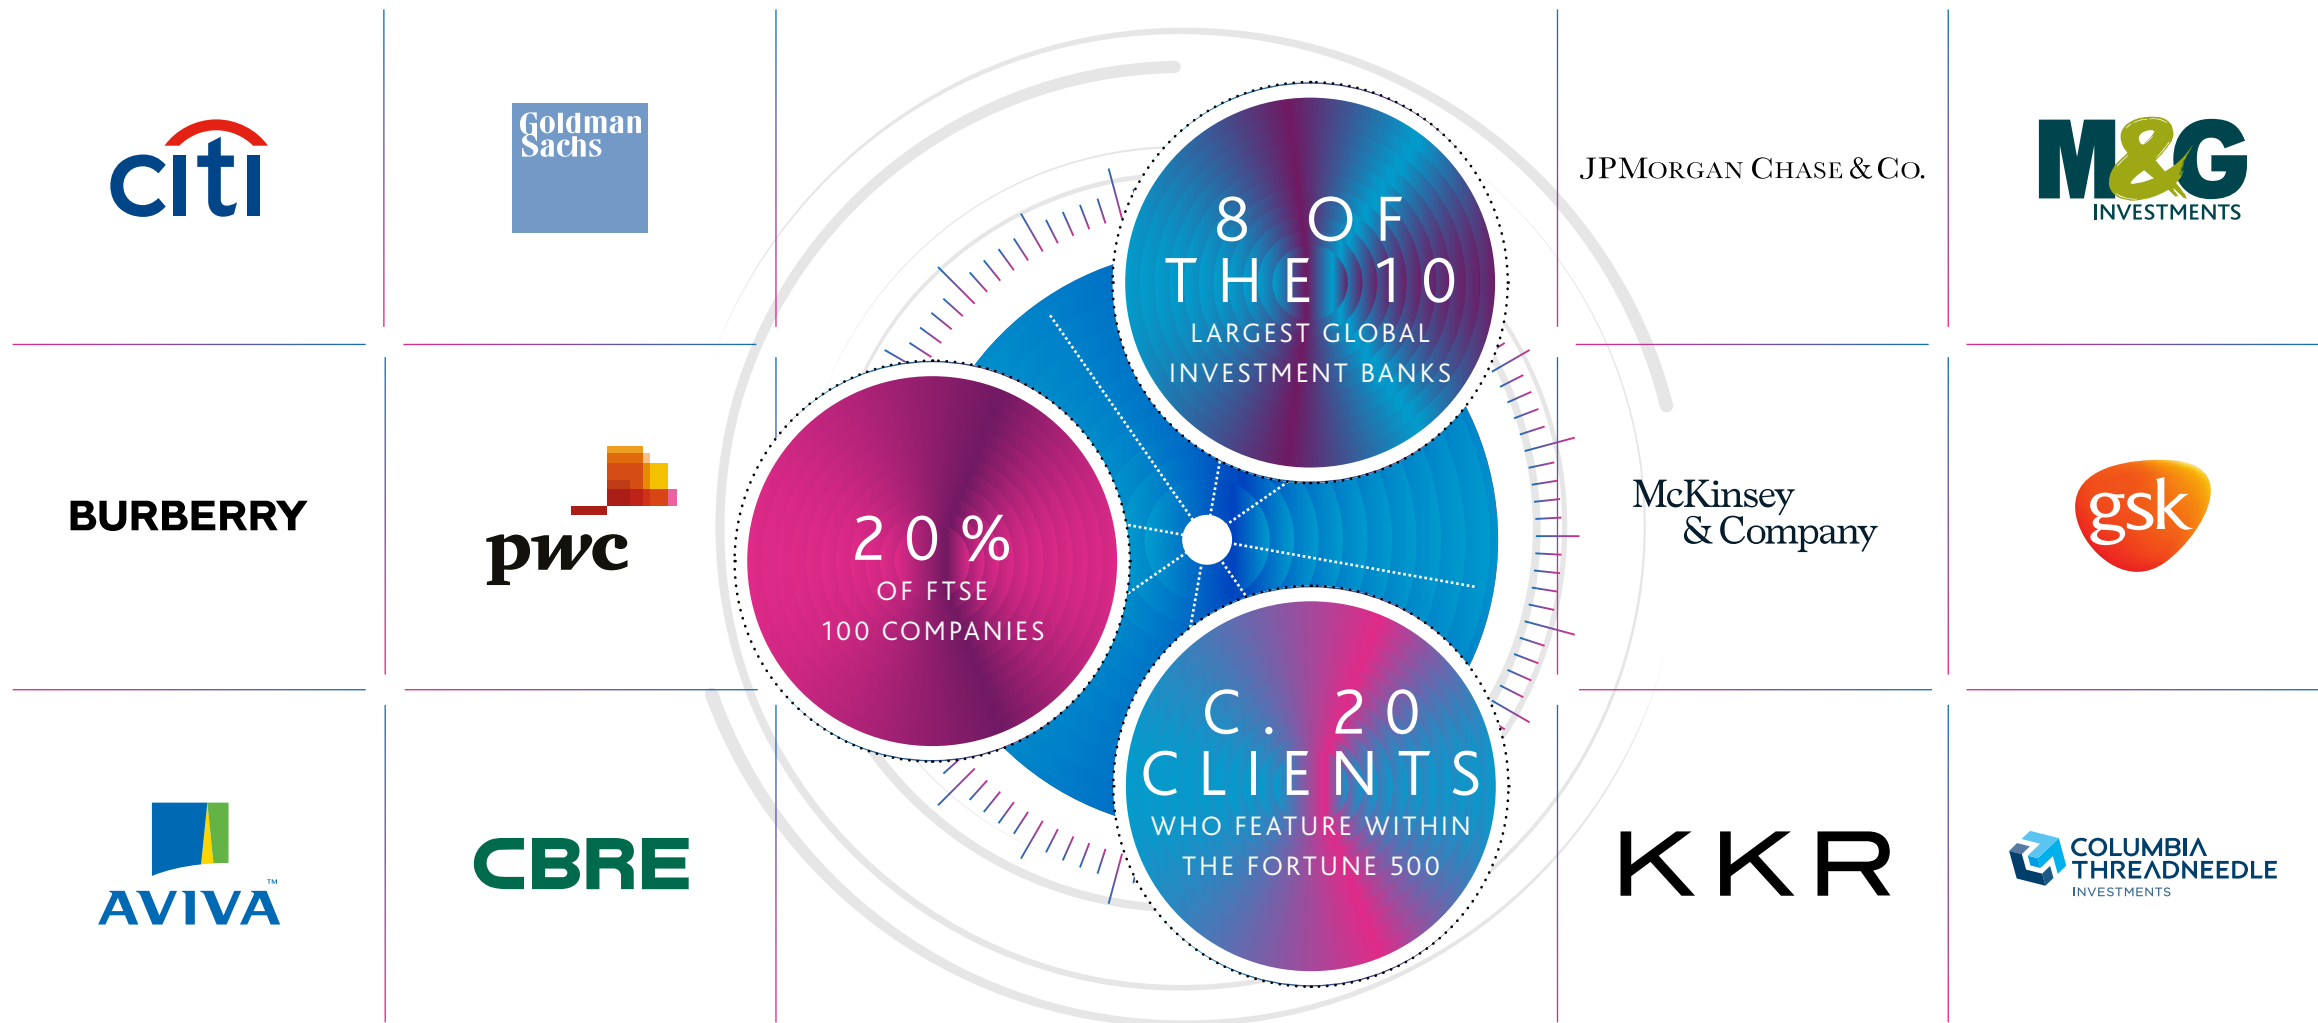 citi
Goldman
Sachs
8 OF
THE 10
LARGEST GLOBAL
INVESTMENT BANKS
JPMORGAN CHASE & CO.
M&G
INVESTMENTS
BURBERRY
pwc
20%
OF FTSE
100 COMPANIES
McKinsey
& Company
gsk
AVIVA
TM
CBRE
C. 20
CLIENTS
WHO FEATURE WITHIN
THE FORTUNE 500
KKR
COLUMBIA
THREADNEEDLE
INVESTMENTS